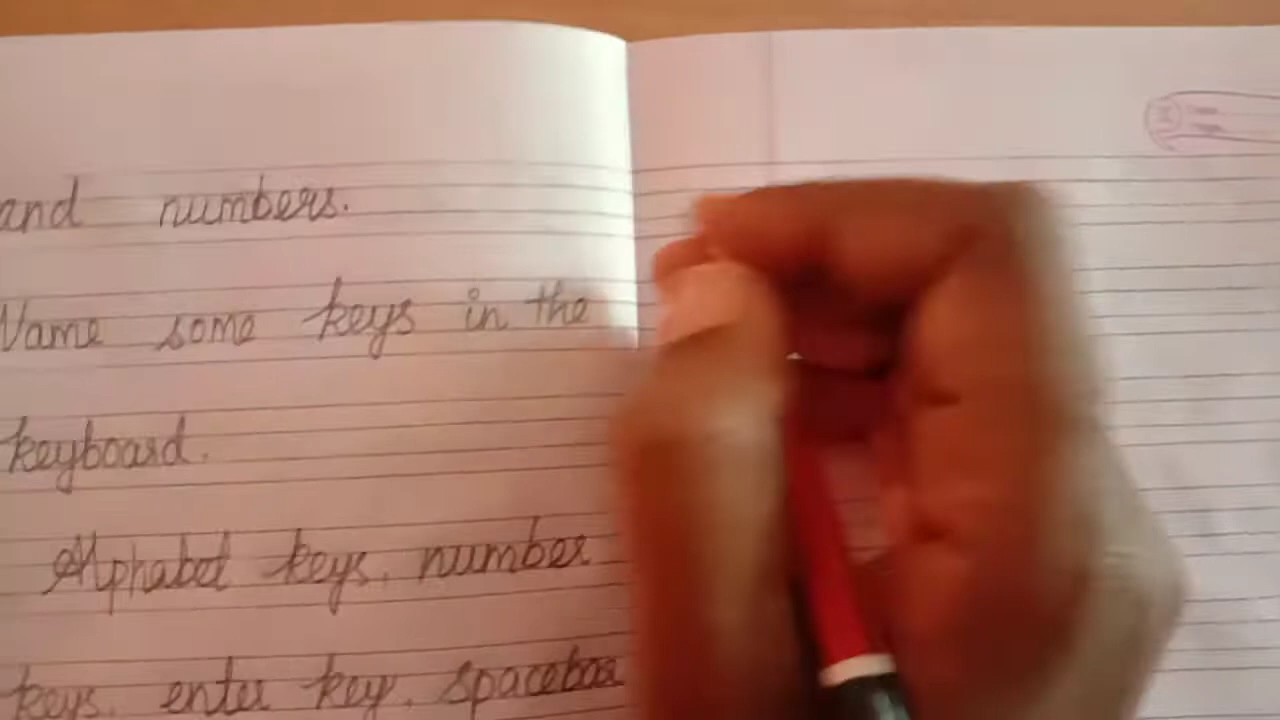 and numbers.
Name some keys in the
keyboard.
Alphabet keys, number
keys, enter key, spacebar